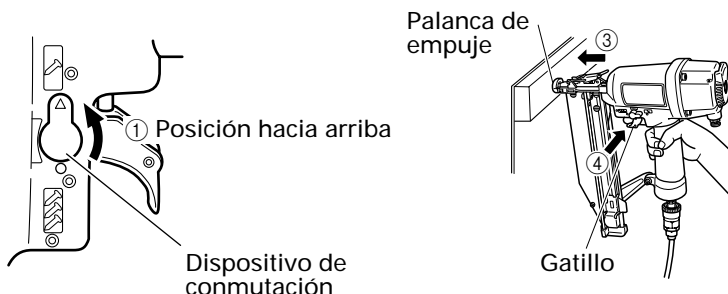 Palanca de
empuje
③
① Posición hacia arriba
④
Dispositivo de
conmutación
Gatillo